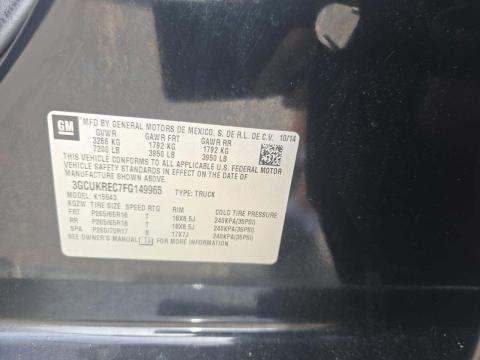 GM
MFD BY GENERAL MOTORS DE MEXICO, S. DE R.L. DE C.V. 10/14
GVWR GAWR FRT GAWR RR
3266 KG 1792 KG 1792 KG
7200 LB 3950 LB 3950 LB
THIS VEHICLE CONFORMS TO ALL APPLICABLE U.S. FEDERAL MOTOR
VEHICLE SAFETY STANDARDS IN EFFECT ON THE DATE OF
MANUFACTURE SHOWN ABOVE.
3GCUKREC7FG149965 TYPE: TRUCK
MODEL: K15543
KGZW TIRE SIZE SPEED RTG RIM COLD TIRE PRESSURE
FRT P265/65R18 T 18X8.5J 240KPA(35PSI)
RR P265/65R18 T 18X8.5J 240KPA(35PSI)
SPA P265/70R17 S 17X7J 240KPA(35PSI)
SEE OWNER'S MANUAL FOR MORE INFORMATION